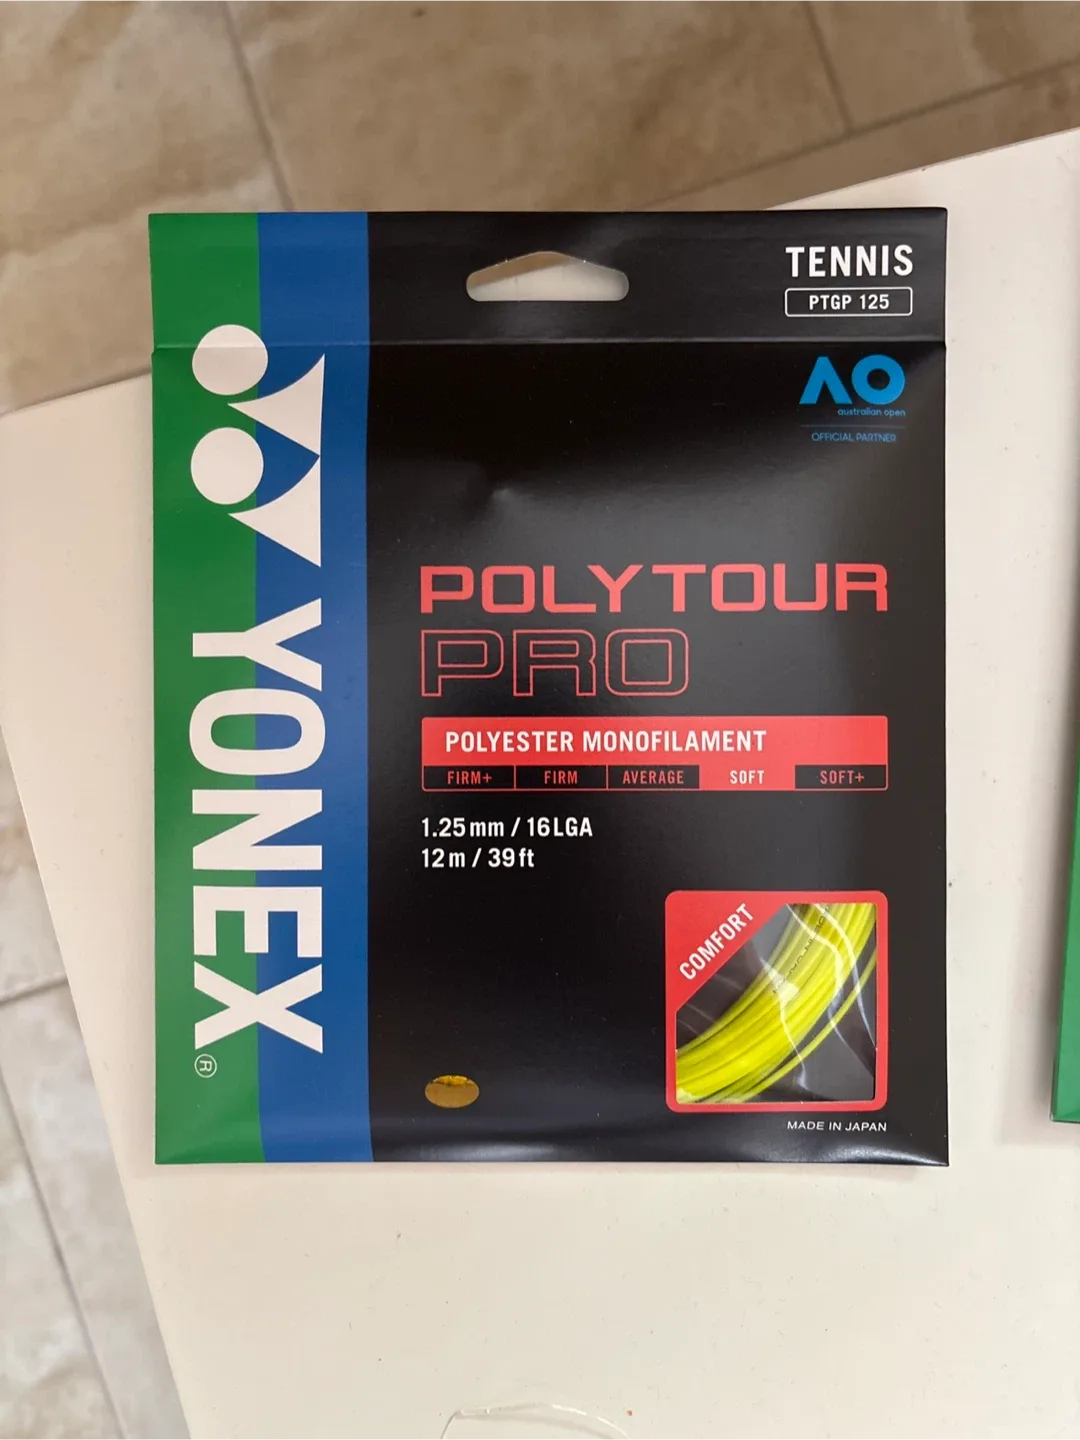 TENNIS
PTGP 125
AO
australian open
OFFICIAL PARTNER
YONEX®
POLYTOUR
PRO
POLYESTER MONOFILAMENT
FIRM+ FIRM AVERAGE SOFT SOFT+
1.25mm / 16LGA
12m / 39ft
COMFORT
MADE IN JAPAN